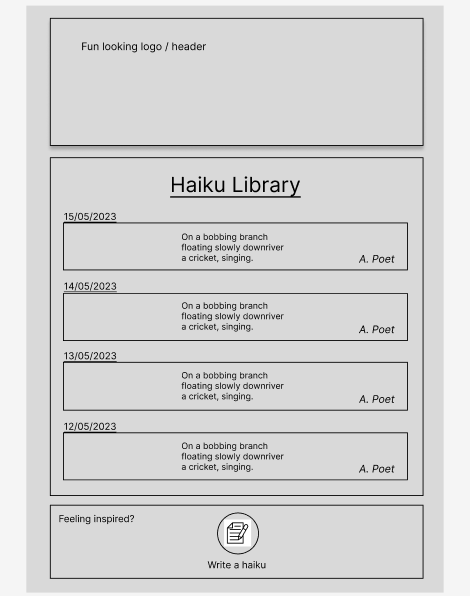 Fun looking logo / header
Haiku Library
15/05/2023
On a bobbing branch
floating slowly downriver
a cricket, singing.
A. Poet
14/05/2023
On a bobbing branch
floating slowly downriver
a cricket, singing.
A. Poet
13/05/2023
On a bobbing branch
floating slowly downriver
a cricket, singing.
A. Poet
12/05/2023
On a bobbing branch
floating slowly downriver
a cricket, singing.
A. Poet
Feeling inspired?
Write a haiku